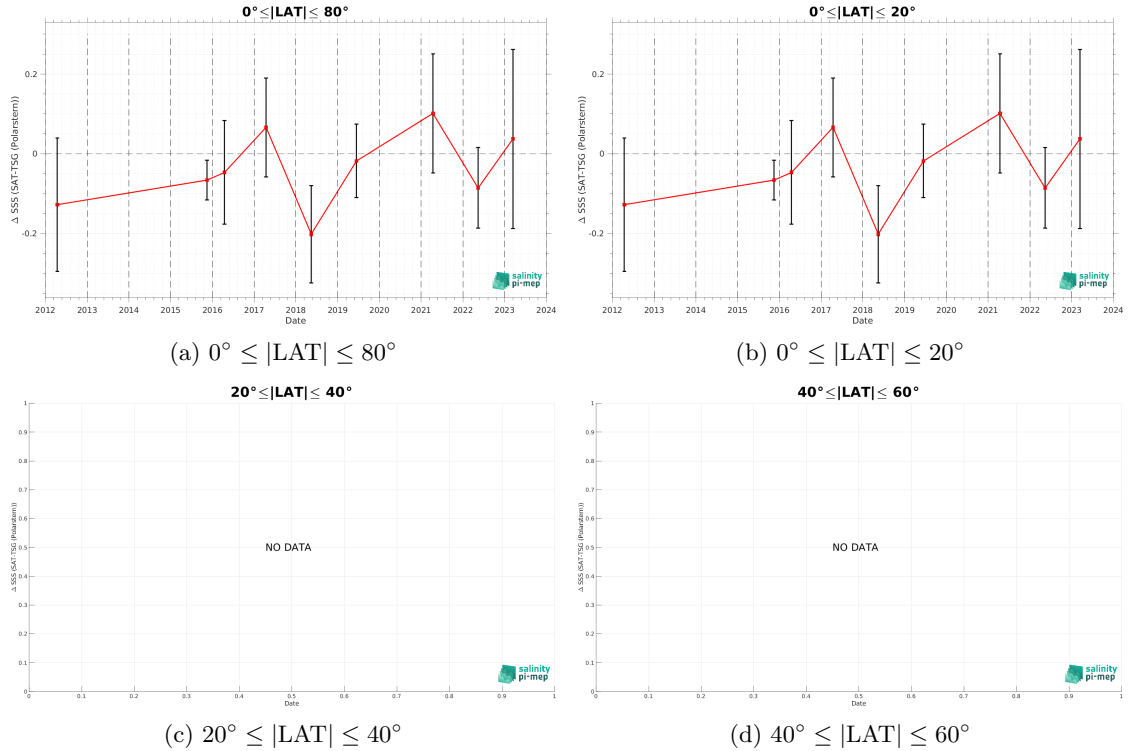 0°≤|LAT|≤ 80°
Δ SSS (SAT-TSG (Polarstern))
0.2
0
-0.2
2012 2013 2014 2015 2016 2017 2018 2019 2020 2021 2022 2023 2024
Date
salinity
pi-mep
(a) 0° ≤ |LAT| ≤ 80°
0°≤|LAT|≤ 20°
Δ SSS (SAT-TSG (Polarstern))
0.2
0
-0.2
2012 2013 2014 2015 2016 2017 2018 2019 2020 2021 2022 2023 2024
Date
salinity
pi-mep
(b) 0° ≤ |LAT| ≤ 20°
20°≤|LAT|≤ 40°
Δ SSS (SAT-TSG (Polarstern))
1
0.9
0.8
0.7
0.6
0.5
0.4
0.3
0.2
0.1
0
NO DATA
0 0.1 0.2 0.3 0.4 0.5 0.6 0.7 0.8 0.9 1
Date
salinity
pi-mep
(c) 20° ≤ |LAT| ≤ 40°
40°≤|LAT|≤ 60°
Δ SSS (SAT-TSG (Polarstern))
1
0.9
0.8
0.7
0.6
0.5
0.4
0.3
0.2
0.1
0
NO DATA
0 0.1 0.2 0.3 0.4 0.5 0.6 0.7 0.8 0.9 1
Date
salinity
pi-mep
(d) 40° ≤ |LAT| ≤ 60°